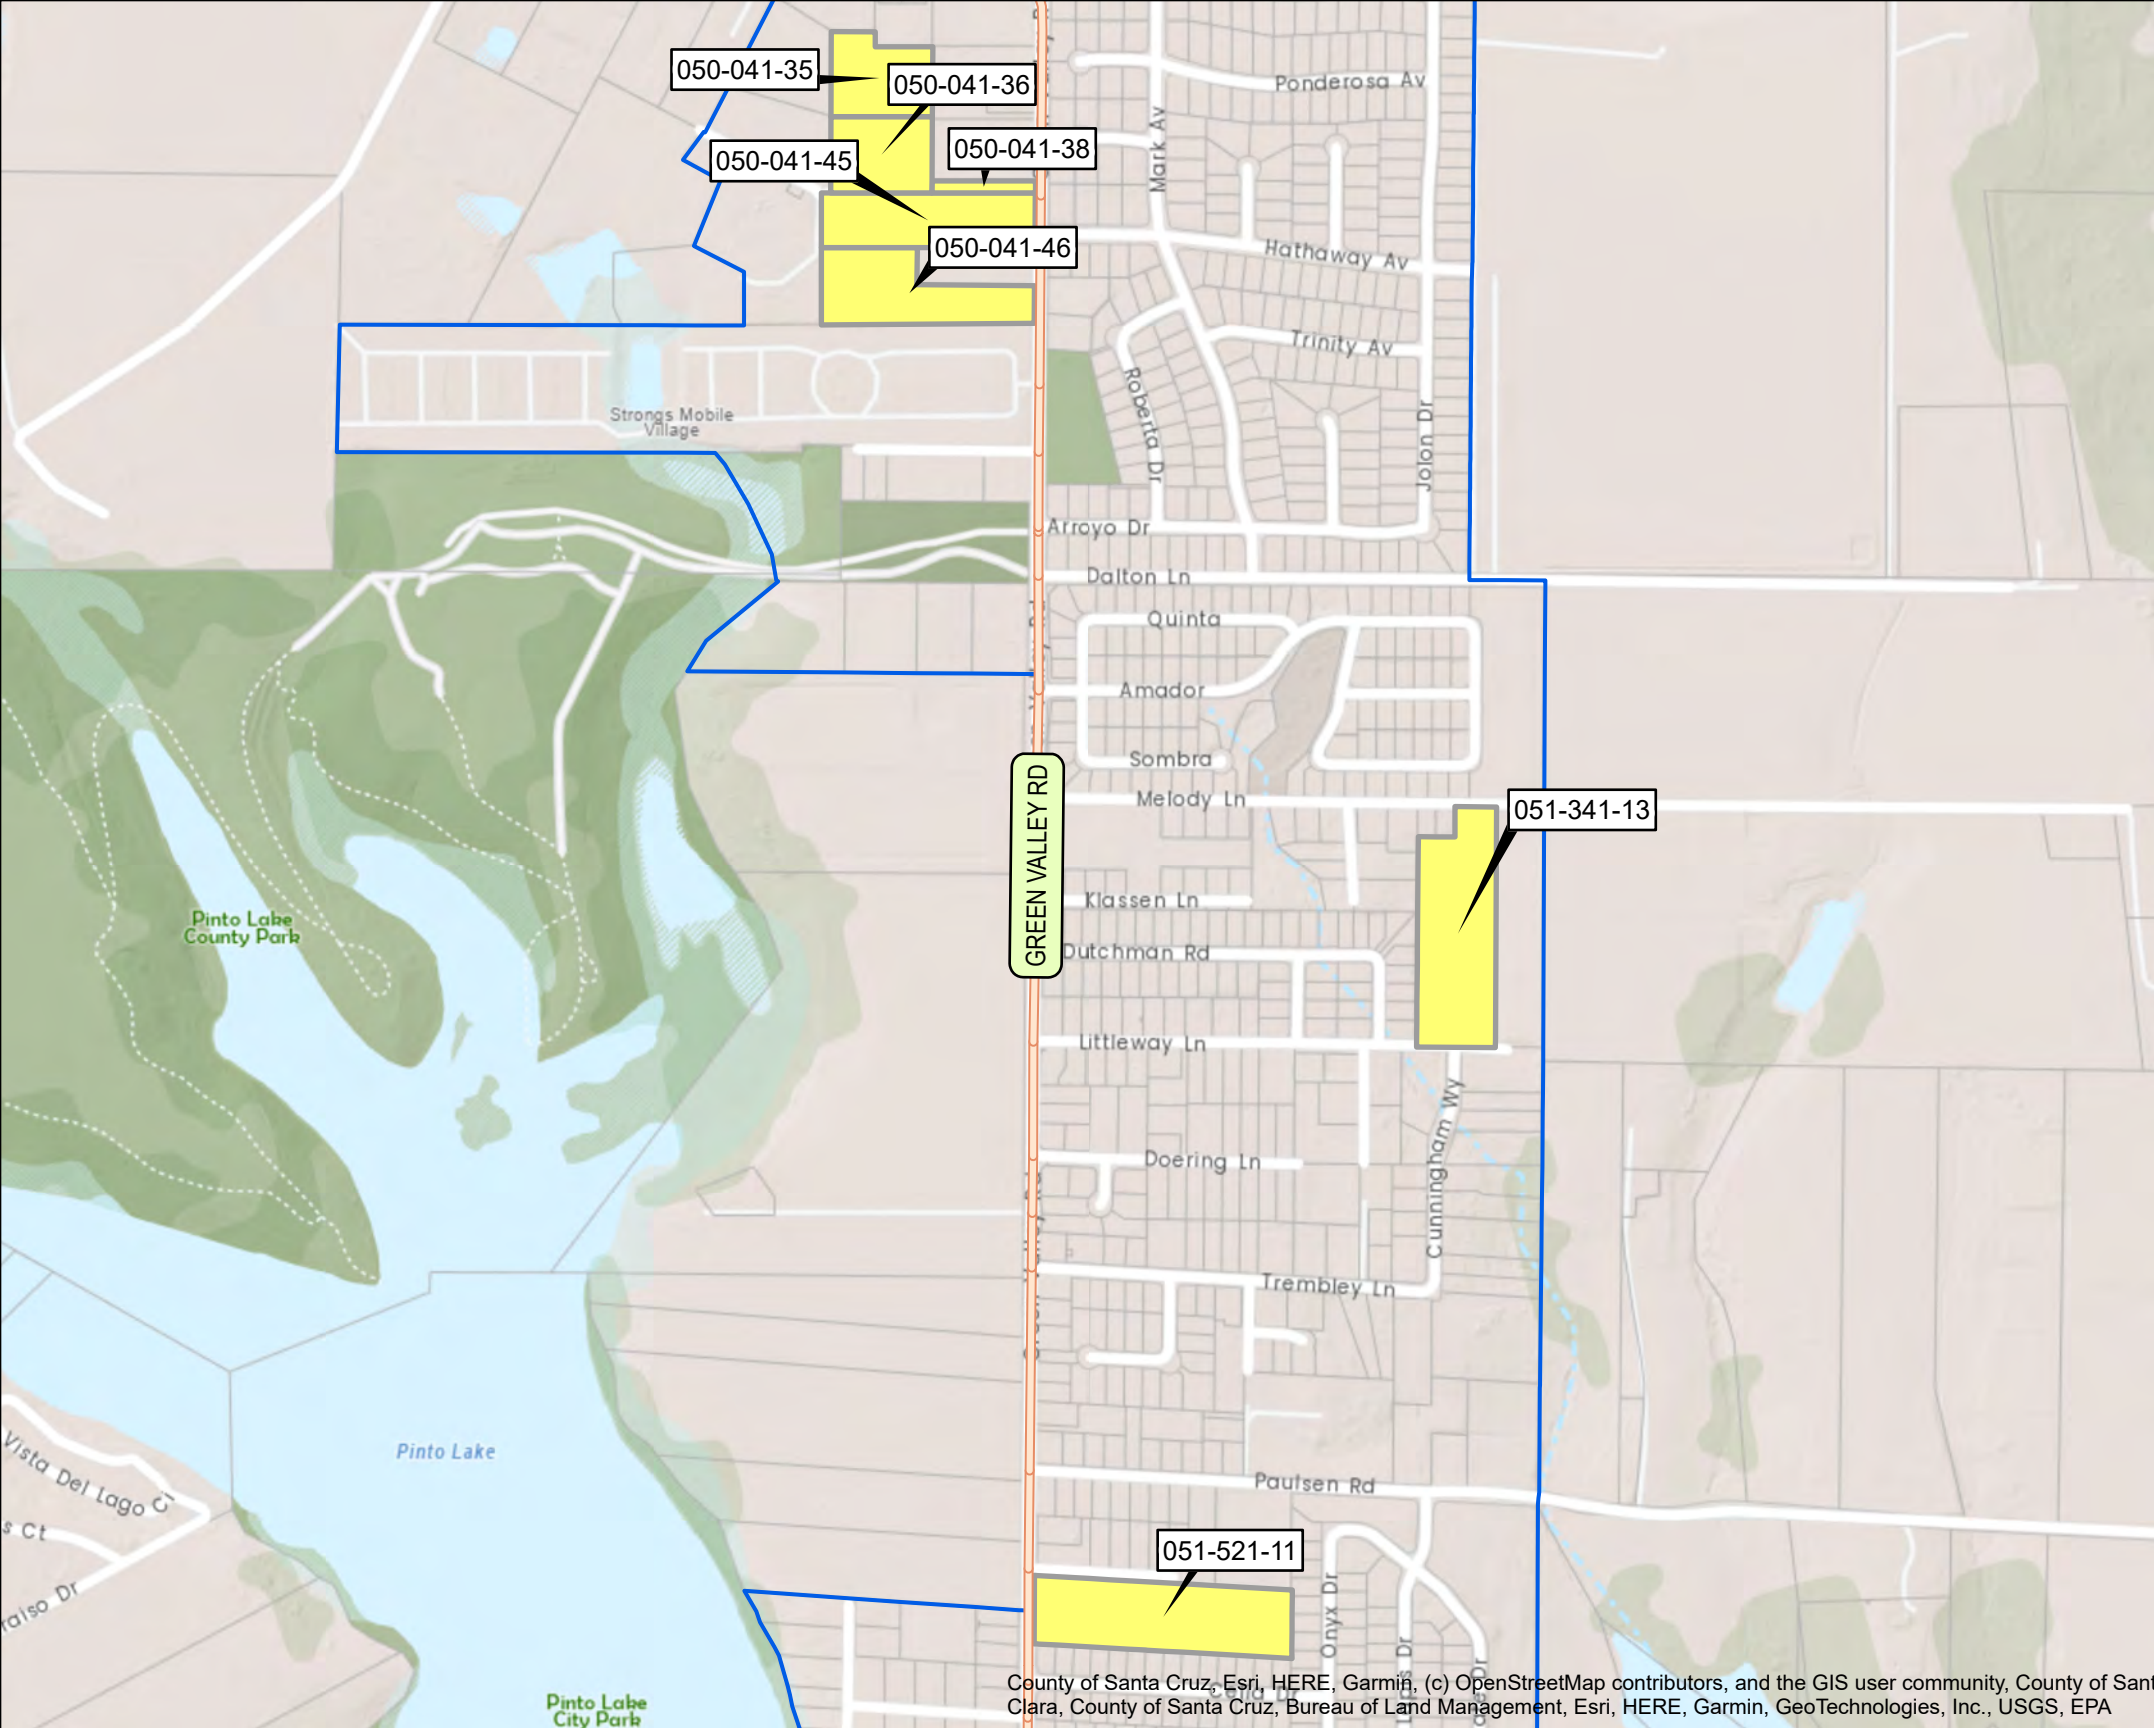 050-041-35
050-041-36
Ponderosa Av
Mark Av
050-041-38
050-041-45
050-041-46
Hathaway Av
Trinity Av
Roberta Dr
Jolon Dr
Strongs Mobile
Village
Arroyo Dr
Dalton Ln
Quinta
Amador
Sombra
Melody Ln
051-341-13
GREEN VALLEY RD
Klassen Ln
Pinto Lake
County Park
Dutchman Rd
Littleway Ln
Cunningham Wy
Doering Ln
Trembley Ln
Pinto Lake
Vista Del Lago Cl
s Ct
raiso Dr
Paulsen Rd
051-521-11
Onyx Dr
Pinto Lake
City Park
County of Santa Cruz, Esri, HERE, Garmin, (c) OpenStreetMap contributors, and the GIS user community, County of Sant
Clara, County of Santa Cruz, Bureau of Land Management, Esri, HERE, Garmin, GeoTechnologies, Inc., USGS, EPA